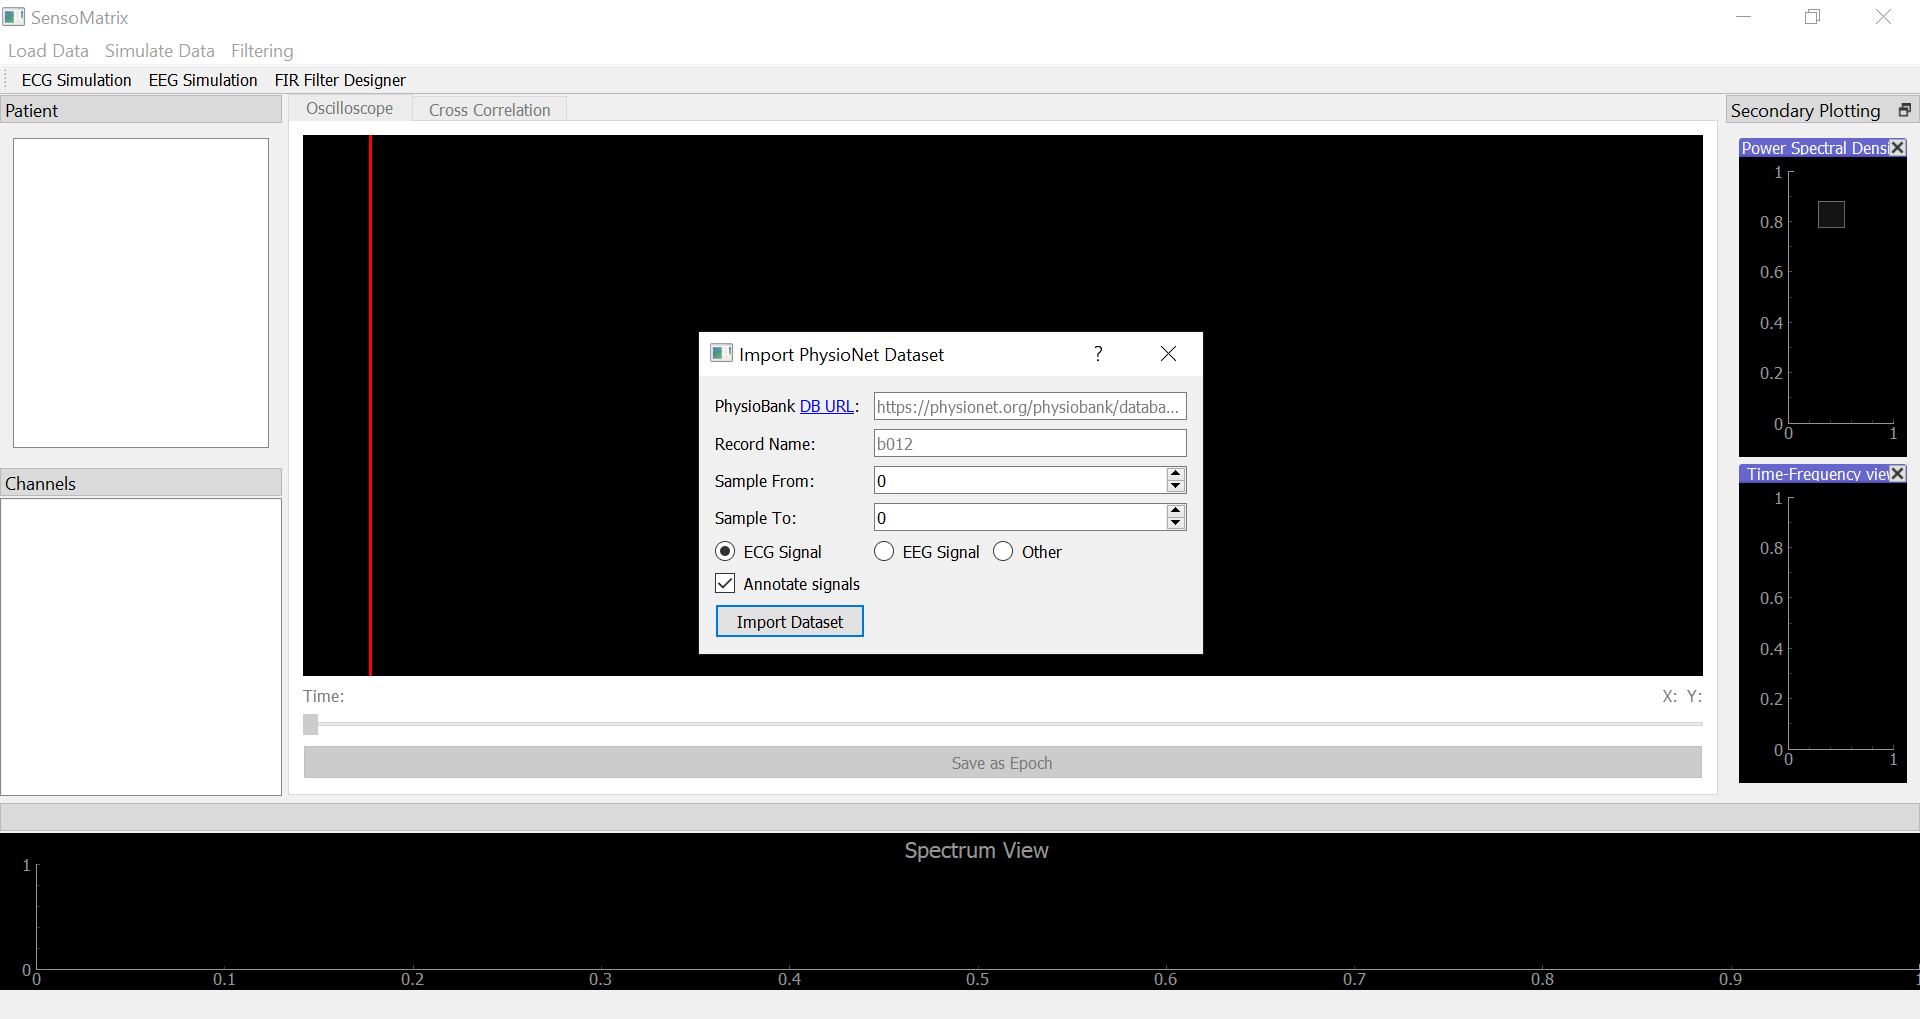 SensoMatrix
Load Data Simulate Data Filtering
ECG Simulation EEG Simulation FIR Filter Designer
Patient
Channels
Oscilloscope Cross Correlation
Import PhysioNet Dataset ?
PhysioBank DB URL: https://physionet.org/physiobank/databa...
Record Name: b012
Sample From: 0
Sample To: 0
ECG Signal EEG Signal Other
Annotate signals
Import Dataset
Time: X: Y:
Save as Epoch
Secondary Plotting
Power Spectral Densi
1
0.8
0.6
0.4
0.2
0
0 1
Time-Frequency vie
1
0.8
0.6
0.4
0.2
0
0 1
Spectrum View
1
0
0 0.1 0.2 0.3 0.4 0.5 0.6 0.7 0.8 0.9 1